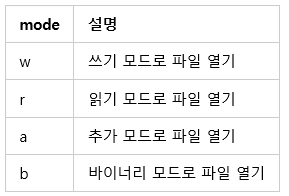 mode 설명
w 쓰기 모드로 파일 열기
r 읽기 모드로 파일 열기
a 추가 모드로 파일 열기
b 바이너리 모드로 파일 열기